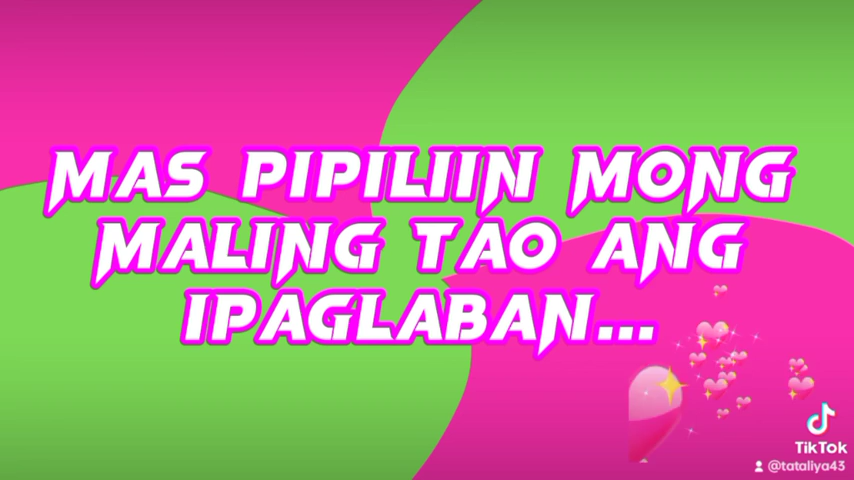 MAS PIPILIIN MONG
MALING TAO ANG
IPAGLABAN...
TikTok
@tataliya43